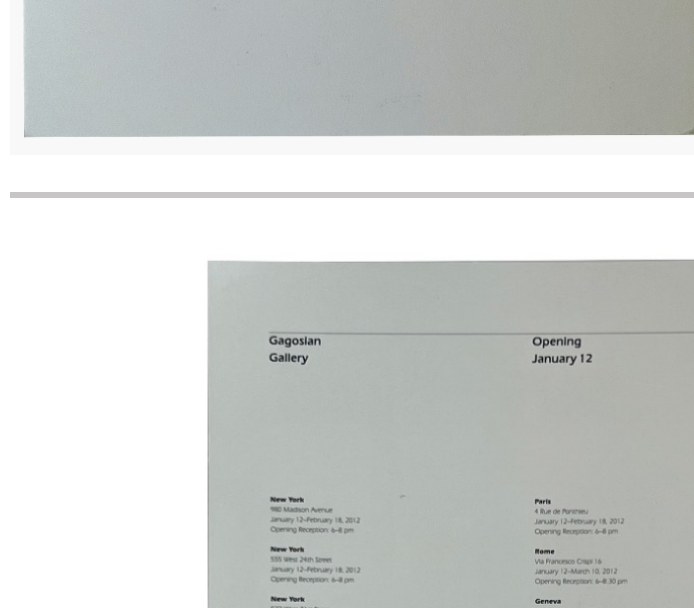 Gagosian
Gallery
Opening
January 12
New York
980 Madison Avenue
January 12–February 18, 2012
Opening Reception: 6–8 pm
New York
555 West 24th Street
January 12–February 18, 2012
Opening Reception: 6–8 pm
New York
Paris
4 Rue de Ponthieu
January 12–February 18, 2012
Opening Reception: 6–8 pm
Rome
Via Francesco Crispi 16
January 12–March 10, 2012
Opening Reception: 6–8:30 pm
Geneva